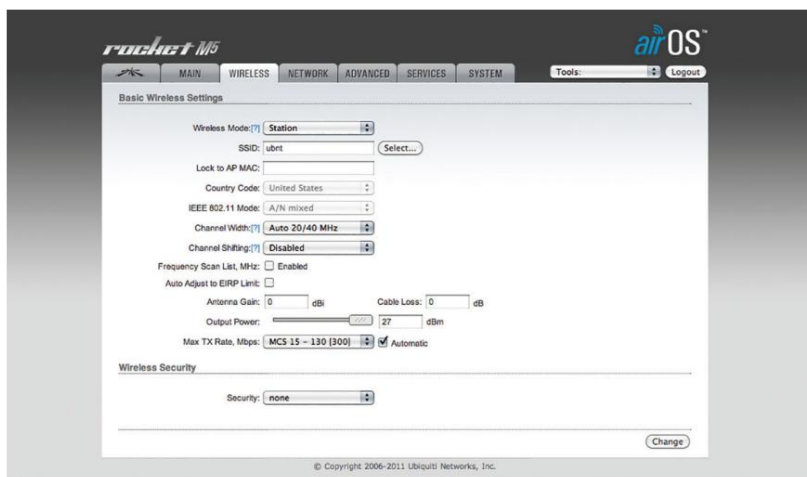 rocket M5
airOS™
MAIN WIRELESS NETWORK ADVANCED SERVICES SYSTEM Tools: Logout
Basic Wireless Settings
Wireless Mode:[?] Station
SSID: ubnt Select...
Lock to AP MAC:
Country Code: United States
IEEE 802.11 Mode: A/N mixed
Channel Width:[?] Auto 20/40 MHz
Channel Shifting:[?] Disabled
Frequency Scan List, MHz: Enabled
Auto Adjust to EIRP Limit:
Antenna Gain: 0 dBi Cable Loss: 0 dB
Output Power: 27 dBm
Max TX Rate, Mbps: MCS 15 - 130 [300] Automatic
Wireless Security
Security: none
Change
© Copyright 2006-2011 Ubiquiti Networks, Inc.